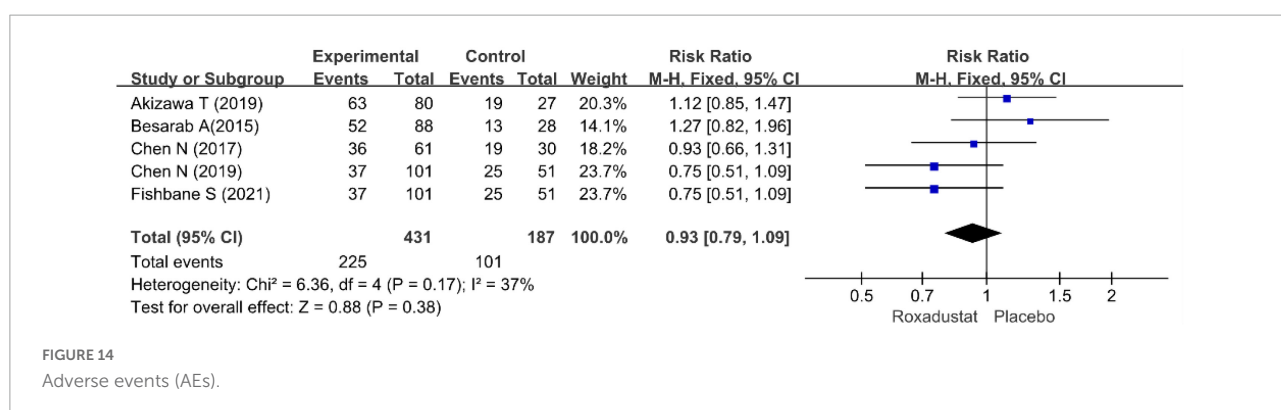 Experimental Control Risk Ratio Risk Ratio
Study or Subgroup Events Total Events Total Weight M-H, Fixed, 95% CI M-H, Fixed, 95% CI
Akizawa T (2019) 63 80 19 27 20.3% 1.12 [0.85, 1.47]
Besarab A(2015) 52 88 13 28 14.1% 1.27 [0.82, 1.96]
Chen N (2017) 36 61 19 30 18.2% 0.93 [0.66, 1.31]
Chen N (2019) 37 101 25 51 23.7% 0.75 [0.51, 1.09]
Fishbane S (2021) 37 101 25 51 23.7% 0.75 [0.51, 1.09]
Total (95% CI) 431 187 100.0% 0.93 [0.79, 1.09]
Total events 225 101
Heterogeneity: Chi² = 6.36, df = 4 (P = 0.17); I² = 37%
Test for overall effect: Z = 0.88 (P = 0.38)
0.5 0.7 1 1.5 2
Roxadustat Placebo
FIGURE 14
Adverse events (AEs).